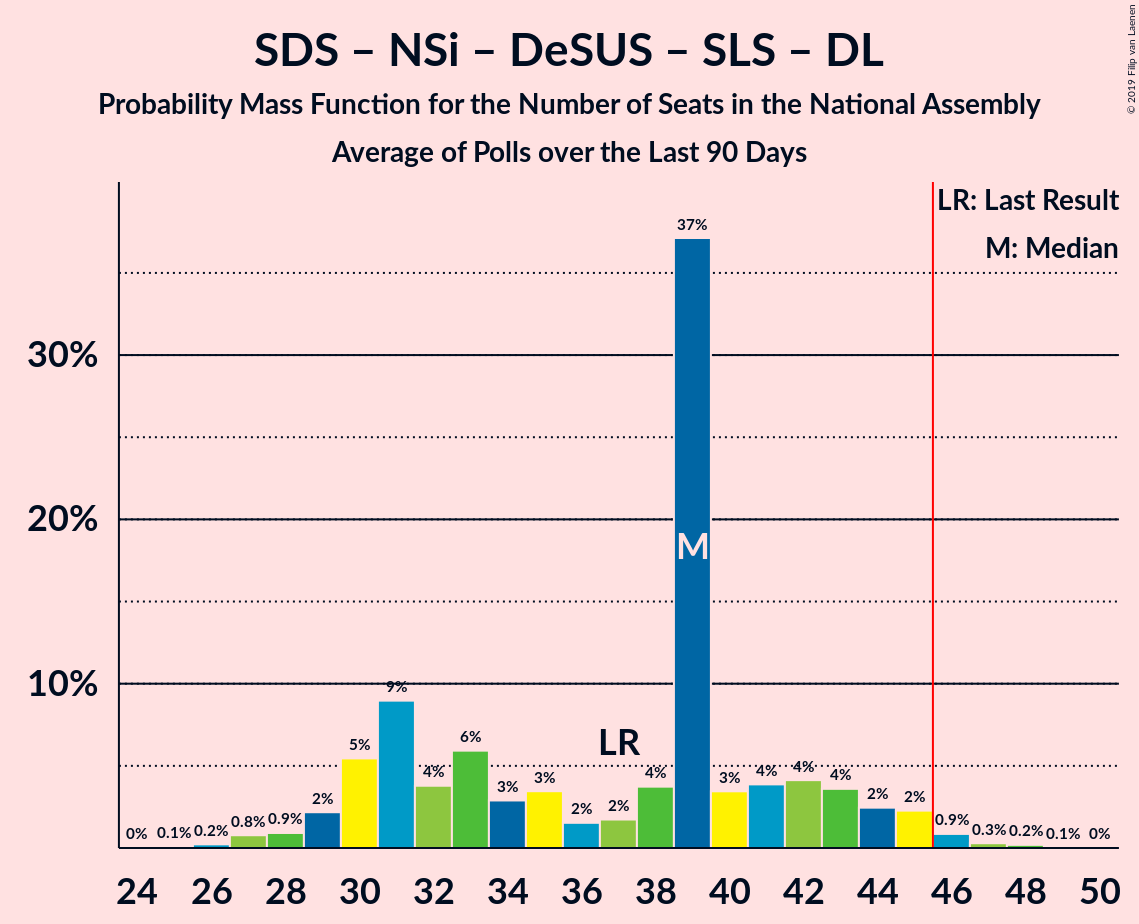 SDS – NSi – DeSUS – SLS – DL
Probability Mass Function for the Number of Seats in the National Assembly
Average of Polls over the Last 90 Days
© 2019 Filip van Laenen
LR: Last Result
M: Median
30%
20%
10%
0% 0.1% 0.2% 0.8% 0.9% 2% 5% 9% 4% 6% 3% 3% 2% 2% 4% 37% 3% 4% 4% 4% 2% 2% 0.9% 0.3% 0.2% 0.1% 0%
LR
M
24 26 28 30 32 34 36 38 40 42 44 46 48 50